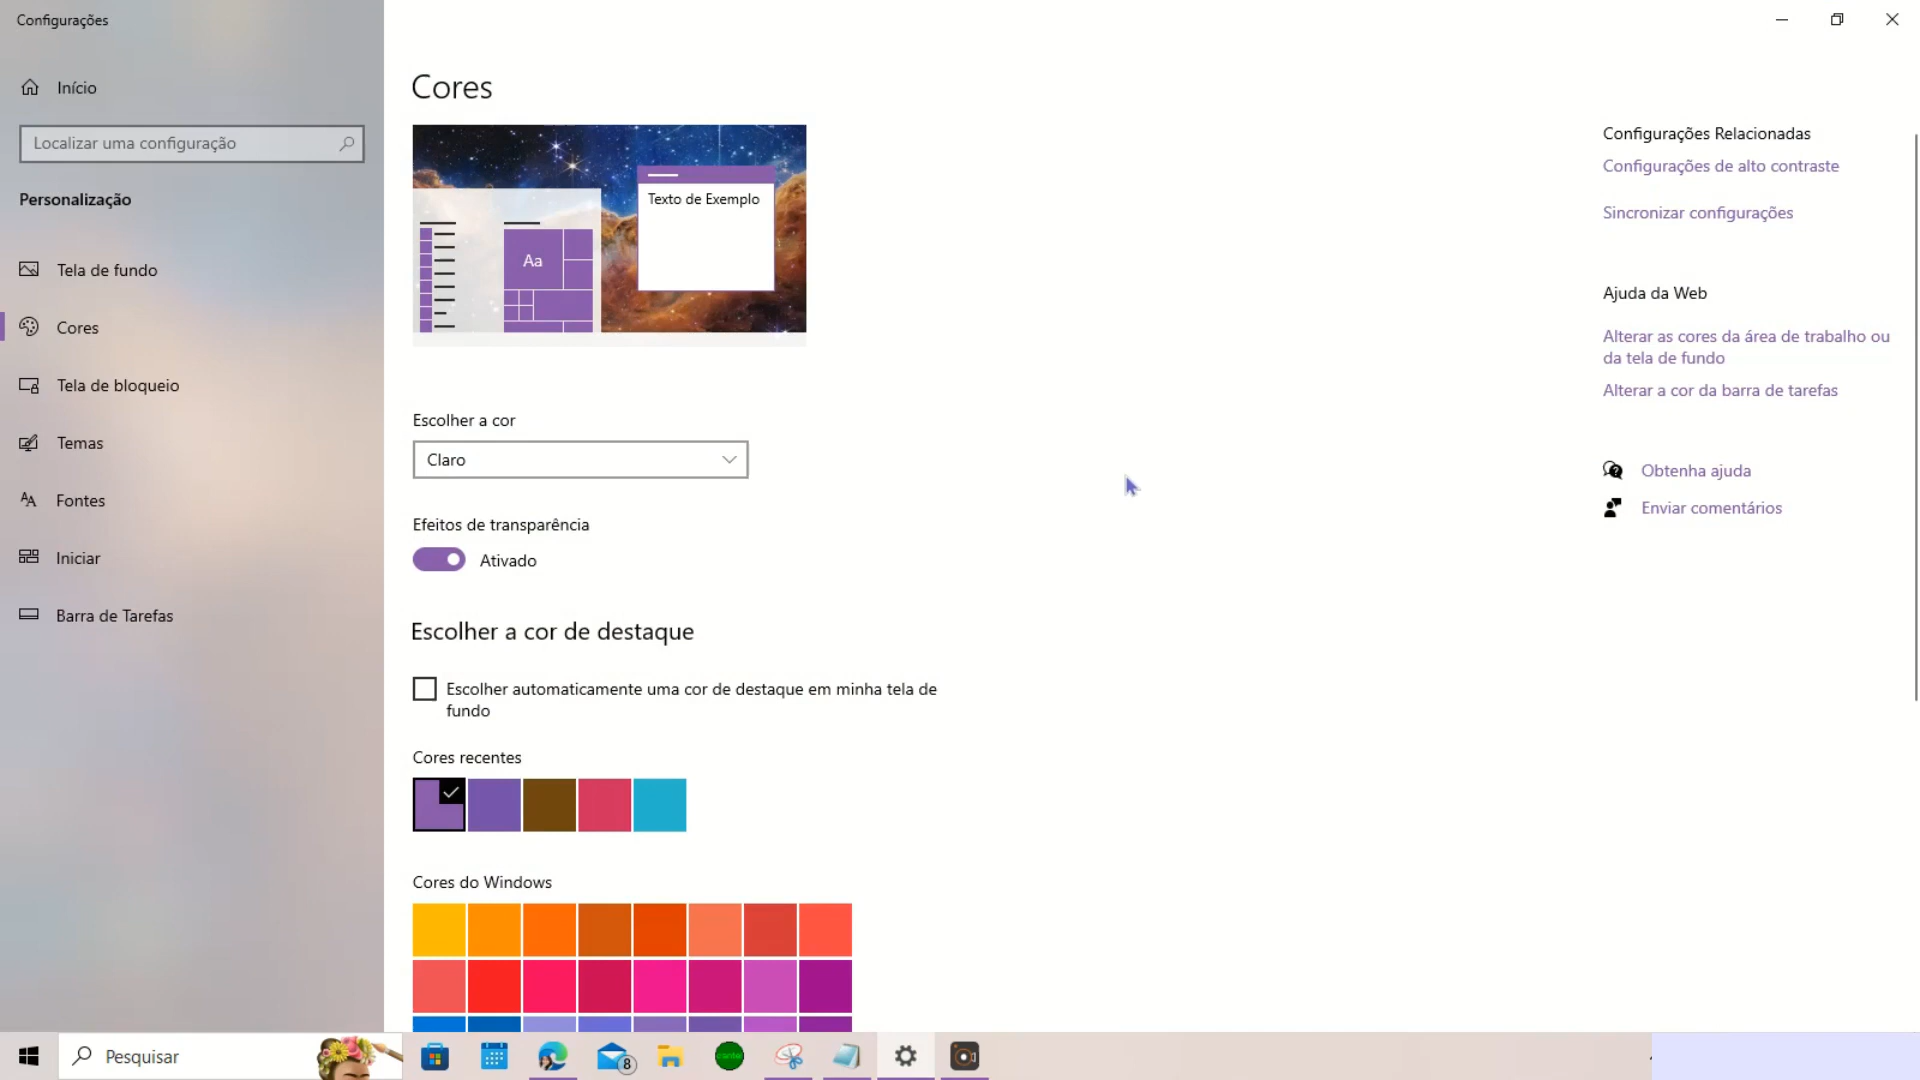 Configurações
Início
Localizar uma configuração
Personalização
Tela de fundo
Cores
Tela de bloqueio
Temas
Fontes
Iniciar
Barra de Tarefas
Cores
Aa
Texto de Exemplo
Escolher a cor
Claro
Efeitos de transparência
Ativado
Escolher a cor de destaque
Escolher automaticamente uma cor de destaque em minha tela de
fundo
Cores recentes
Cores do Windows
Configurações Relacionadas
Configurações de alto contraste
Sincronizar configurações
Ajuda da Web
Alterar as cores da área de trabalho ou
da tela de fundo
Alterar a cor da barra de tarefas
Obtenha ajuda
Enviar comentários
Pesquisar
8